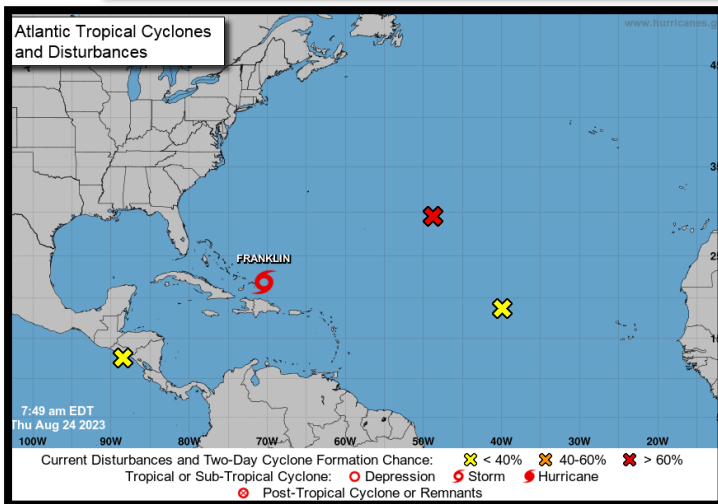 Atlantic Tropical Cyclones
and Disturbances
www.hurricanes.g
FRANKLIN
7:49 am EDT
Thu Aug 24 2023
100W 90W 80W 70W 60W 50W 40W 30W 20W
Current Disturbances and Two-Day Cyclone Formation Chance: < 40% 40-60% > 60%
Tropical or Sub-Tropical Cyclone: Depression Storm Hurricane
Post-Tropical Cyclone or Remnants